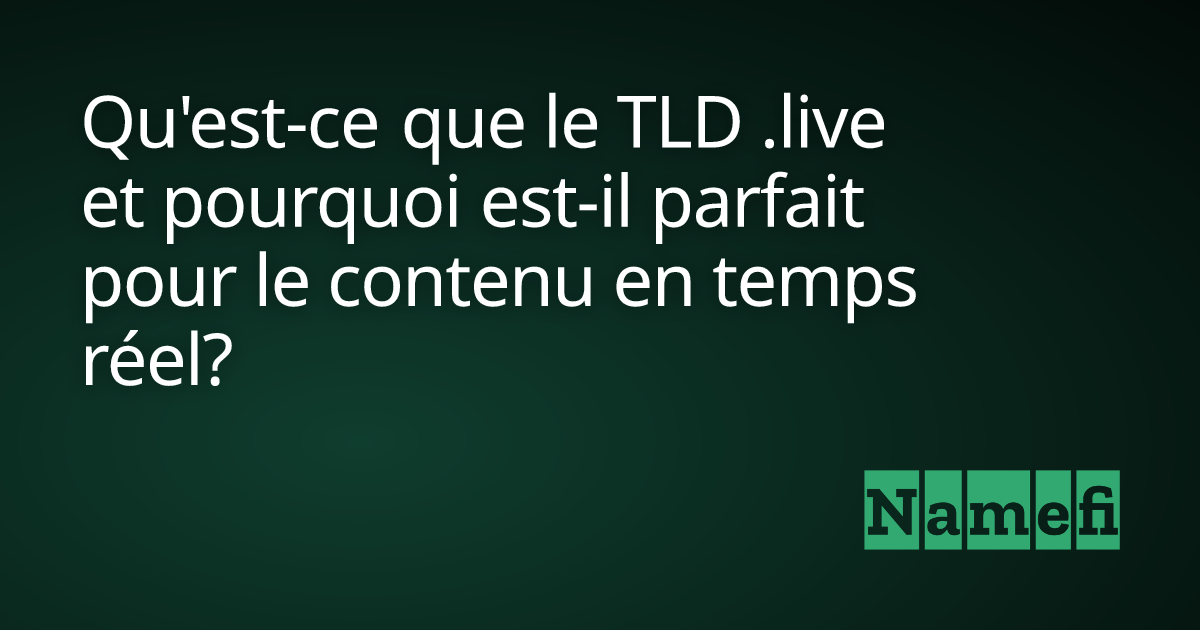 Qu'est-ce que le TLD .live
et pourquoi est-il parfait
pour le contenu en temps
réel?
Namefi